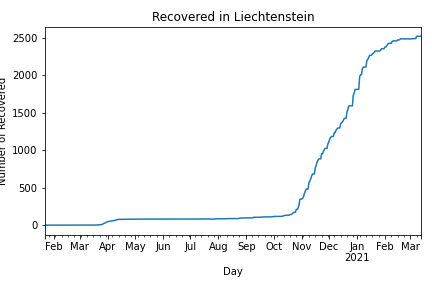 Recovered in Liechtenstein
Number of Recovered
2500
2000
1500
1000
500
0
Feb Mar Apr May Jun Jul Aug Sep Oct Nov Dec Jan Feb Mar
2021
Day